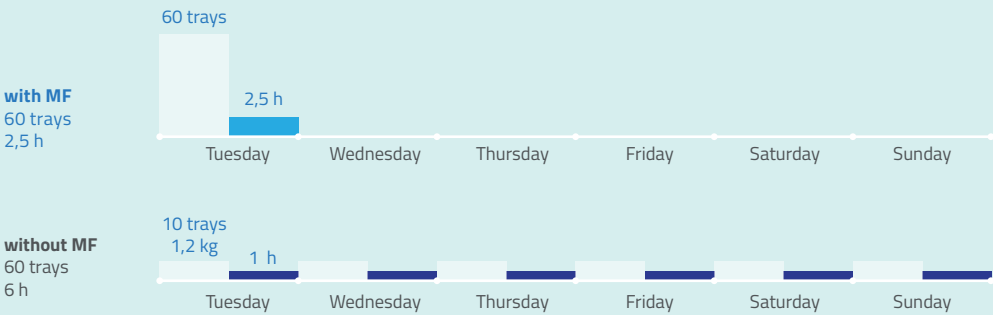 60 trays
with MF
60 trays
2,5 h
2,5 h
Tuesday Wednesday Thursday Friday Saturday Sunday
10 trays
1,2 kg
1 h
without MF
60 trays
6 h
Tuesday Wednesday Thursday Friday Saturday Sunday